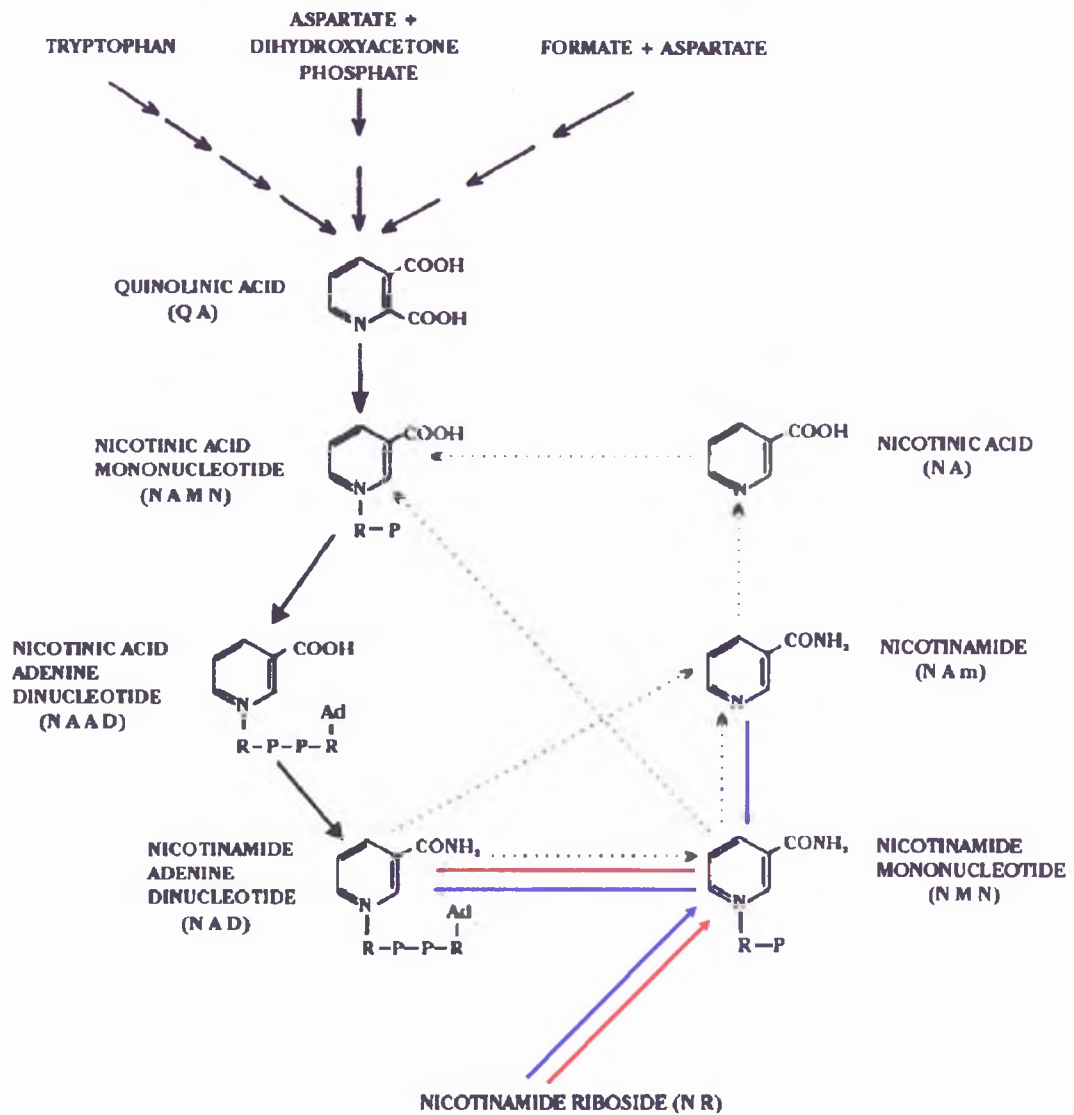 ASPARTATE +
DIHYDROXYACETONE
PHOSPHATE
TRYPTOPHAN
FORMATE + ASPARTATE
QUINOLINIC ACID
(Q A)
COOH
COOH
N
NICOTINIC ACID
MONONUCLEOTIDE
(N A M N)
COOH
N
R-P
COOH
N
NICOTINIC ACID
(N A)
NICOTINIC ACID
ADENINE
DINUCLEOTIDE
(N A A D)
COOH
N
Ad
R-P-P-R
CONH₂
N
NICOTINAMIDE
(N A m)
NICOTINAMIDE
ADENINE
DINUCLEOTIDE
(N A D)
CONH₂
N
Ad
R-P-P-R
CONH₂
N
R-P
NICOTINAMIDE
MONONUCLEOTIDE
(N M N)
NICOTINAMIDE RIBOSIDE (N R)